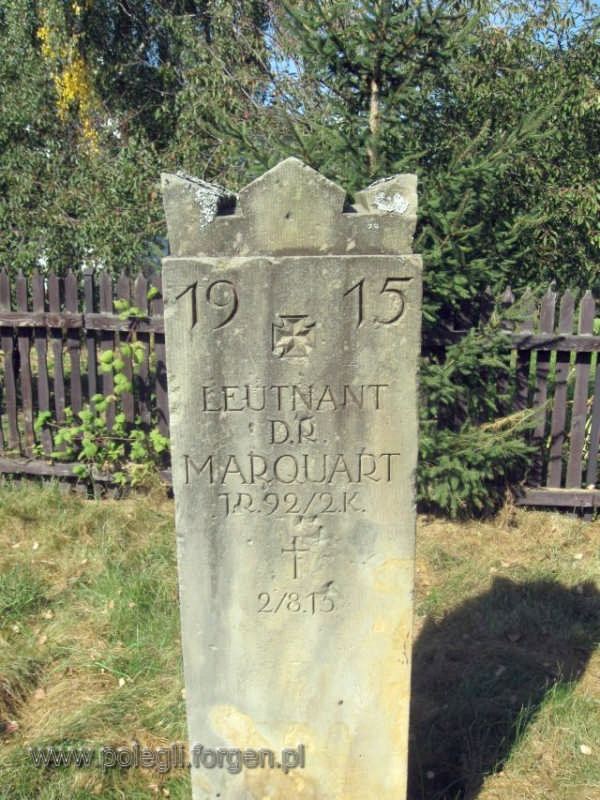 19 15
LEUTNANT
D.R.
MARQUART
J.R.92/2.K.
2/8.15
www.polegli.forgen.pl